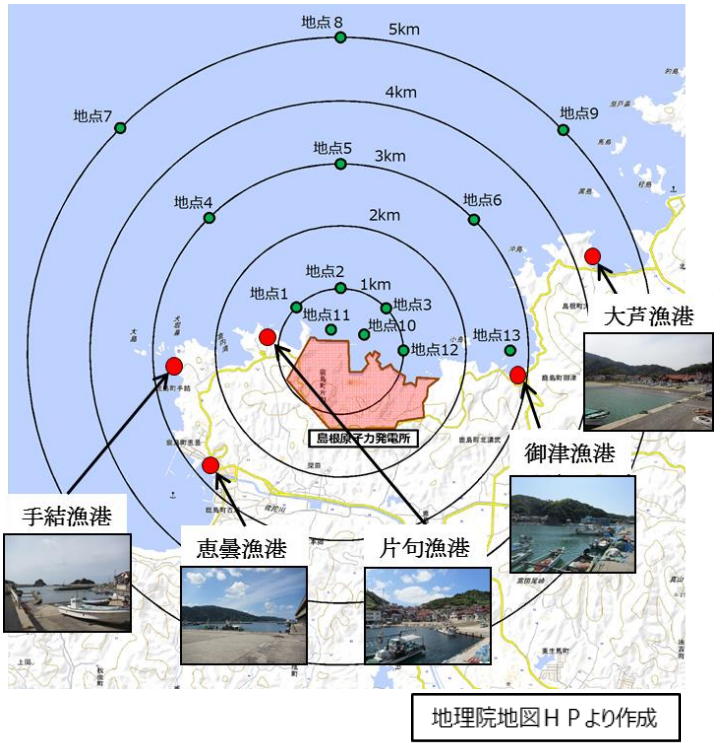 地点8
5km
地点7
地点9
4km
地点5
3km
地点4
地点6
2km
地点2
1km
地点1
地点3
地点11
地点10
地点12
地点13
大芦漁港
島根原子力発電所
御津漁港
手結漁港
恵曇漁港
片句漁港
地理院地図ＨＰより作成